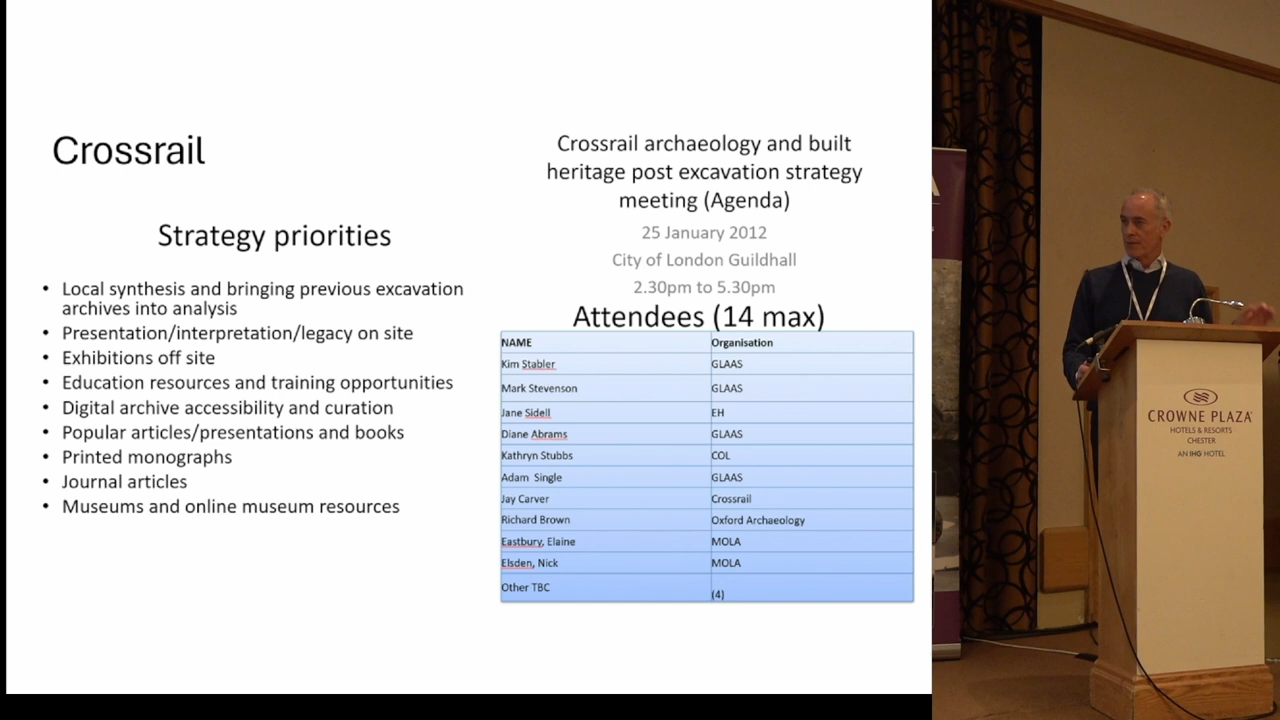 Crossrail
Strategy priorities
• Local synthesis and bringing previous excavation
archives into analysis
• Presentation/interpretation/legacy on site
• Exhibitions off site
• Education resources and training opportunities
• Digital archive accessibility and curation
• Popular articles/presentations and books
• Printed monographs
• Journal articles
• Museums and online museum resources
Crossrail archaeology and built
heritage post excavation strategy
meeting (Agenda)
25 January 2012
City of London Guildhall
2.30pm to 5.30pm
Attendees (14 max)
NAME Organisation
Kim Stabler GLAAS
Mark Stevenson GLAAS
Jane Sidell EH
Diane Abrams GLAAS
Kathryn Stubbs COL
Adam Single GLAAS
Jay Carver Crossrail
Richard Brown Oxford Archaeology
Eastbury, Elaine MOLA
Elsden, Nick MOLA
Other TBC (4)
CROWNE PLAZA
HOTELS & RESORTS
CHESTER
AN IHG HOTEL